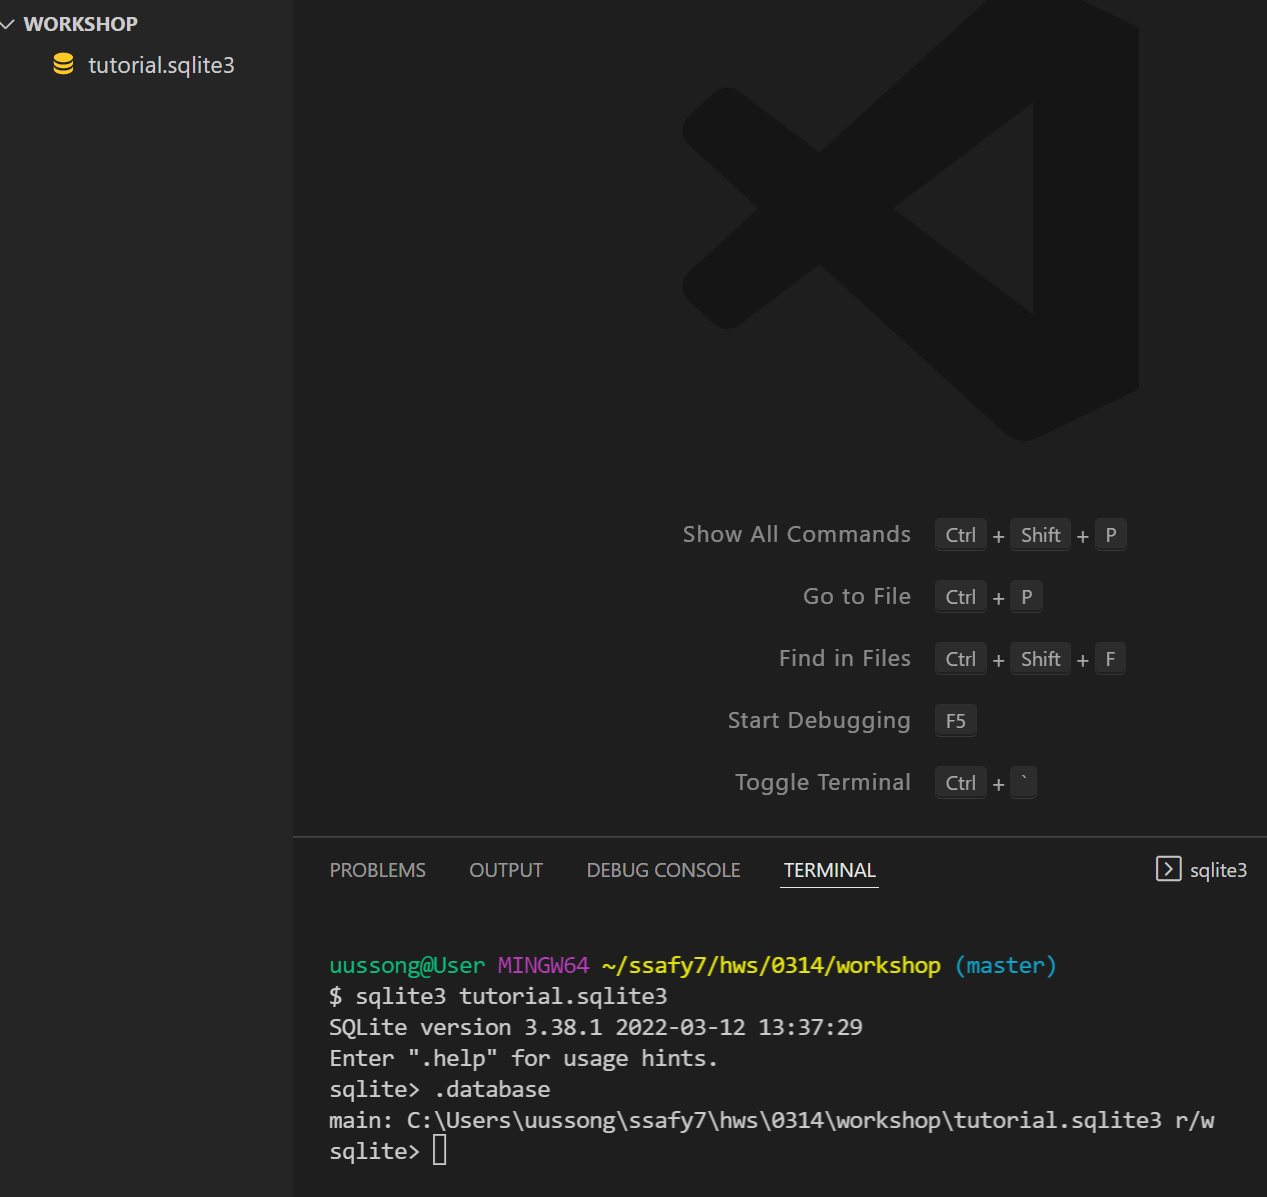 WORKSHOP
tutorial.sqlite3
Show All Commands Ctrl + Shift + P
Go to File Ctrl + P
Find in Files Ctrl + Shift + F
Start Debugging F5
Toggle Terminal Ctrl + `
PROBLEMS OUTPUT DEBUG CONSOLE TERMINAL sqlite3
uussong@User MINGW64 ~/ssafy7/hws/0314/workshop (master)
$ sqlite3 tutorial.sqlite3
SQLite version 3.38.1 2022-03-12 13:37:29
Enter ".help" for usage hints.
sqlite> .database
main: C:\Users\uussong\ssafy7\hws\0314\workshop\tutorial.sqlite3 r/w
sqlite>